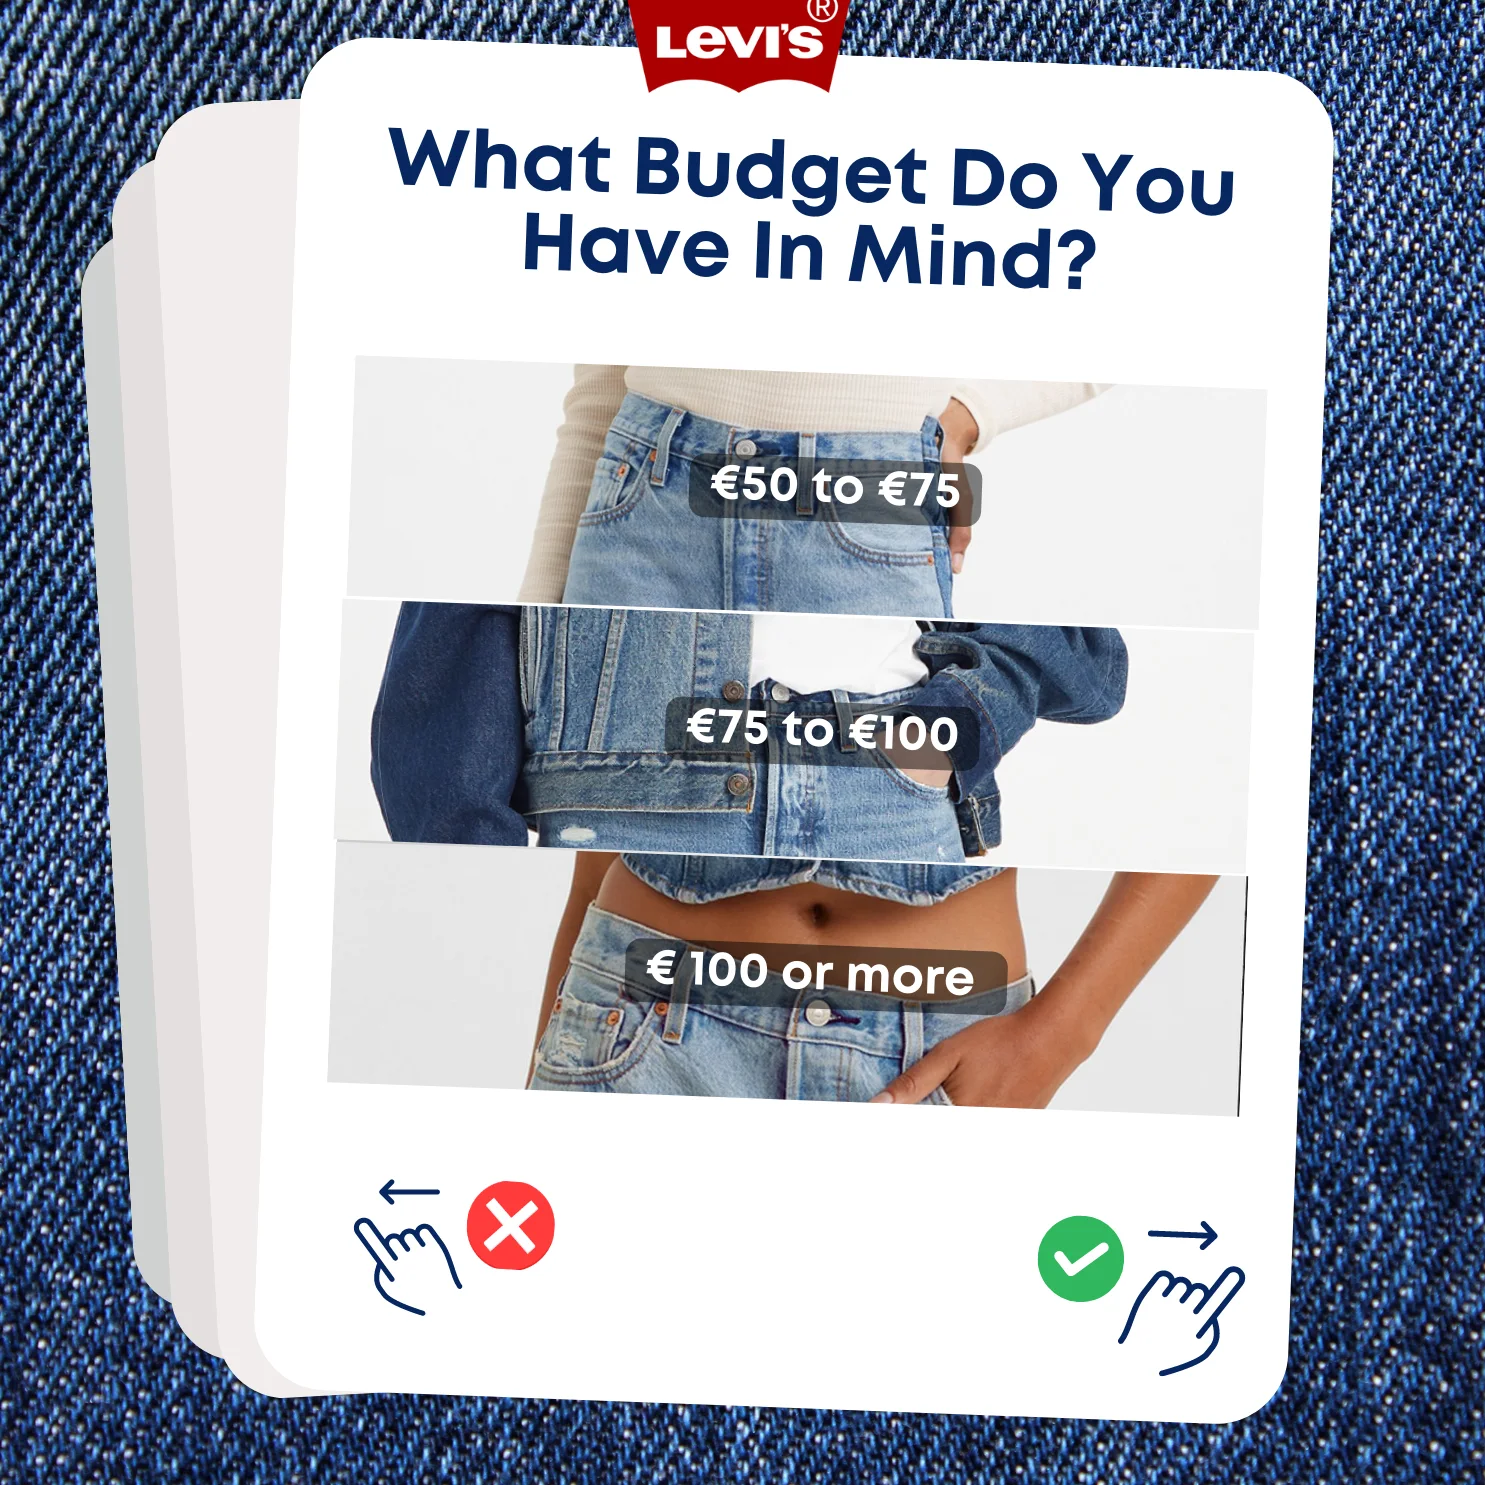 LEVI'S®
What Budget Do You
Have In Mind?
€50 to €75
€75 to €100
€ 100 or more